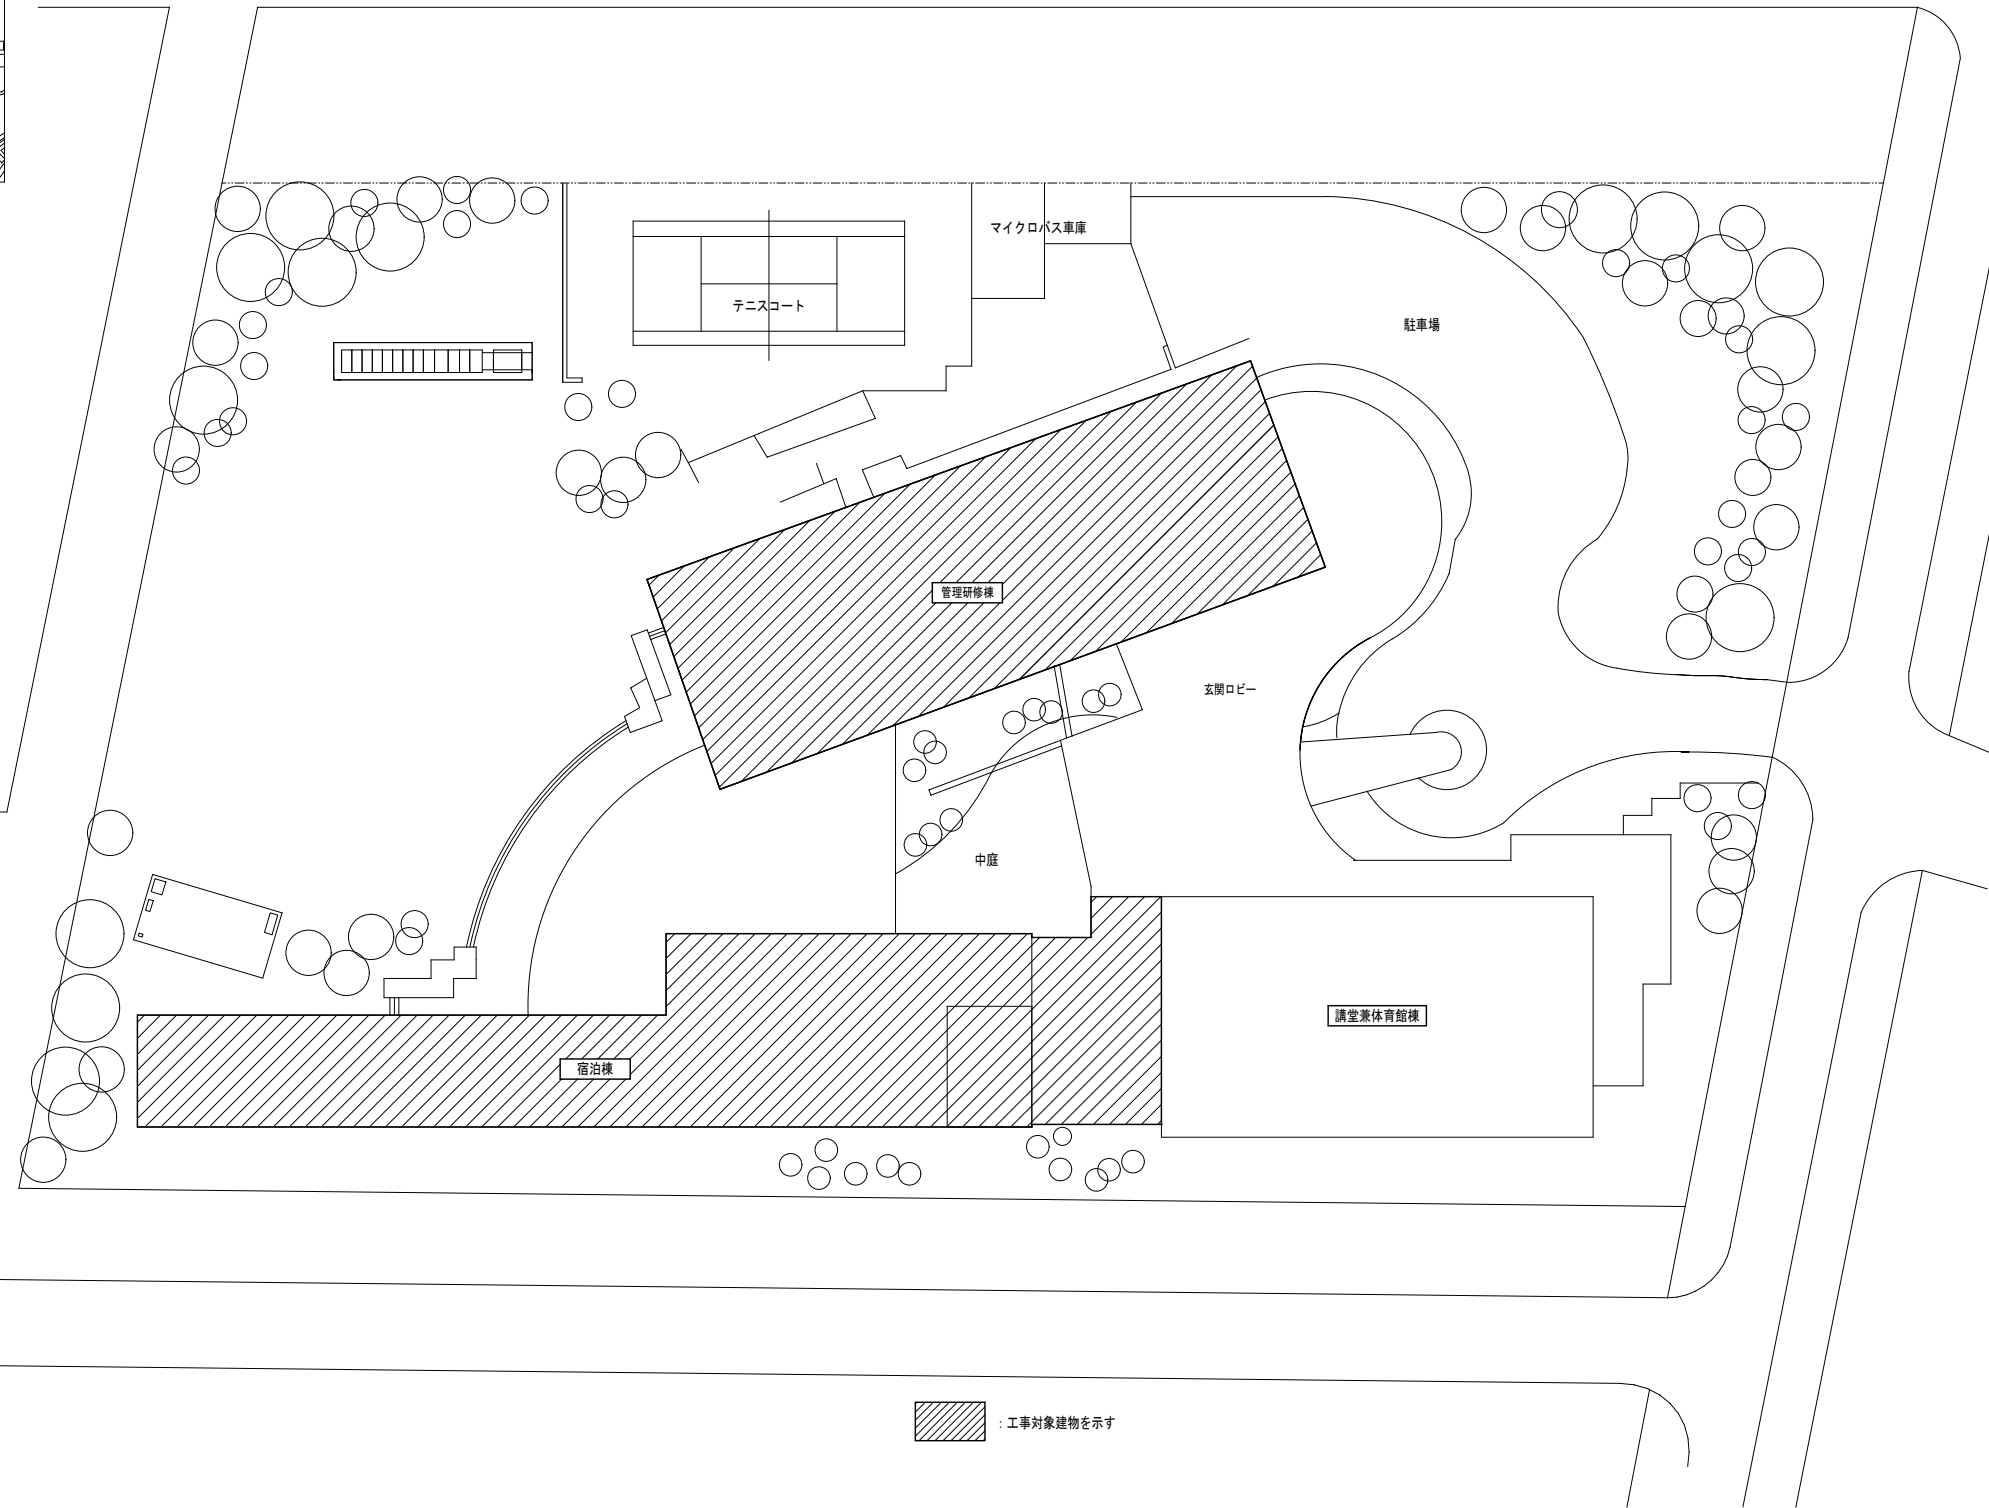 マイクロバス車庫
テニスコート
駐車場
管理研修棟
玄関ロビー
中庭
講堂兼体育館棟
宿泊棟
：工事対象建物を示す